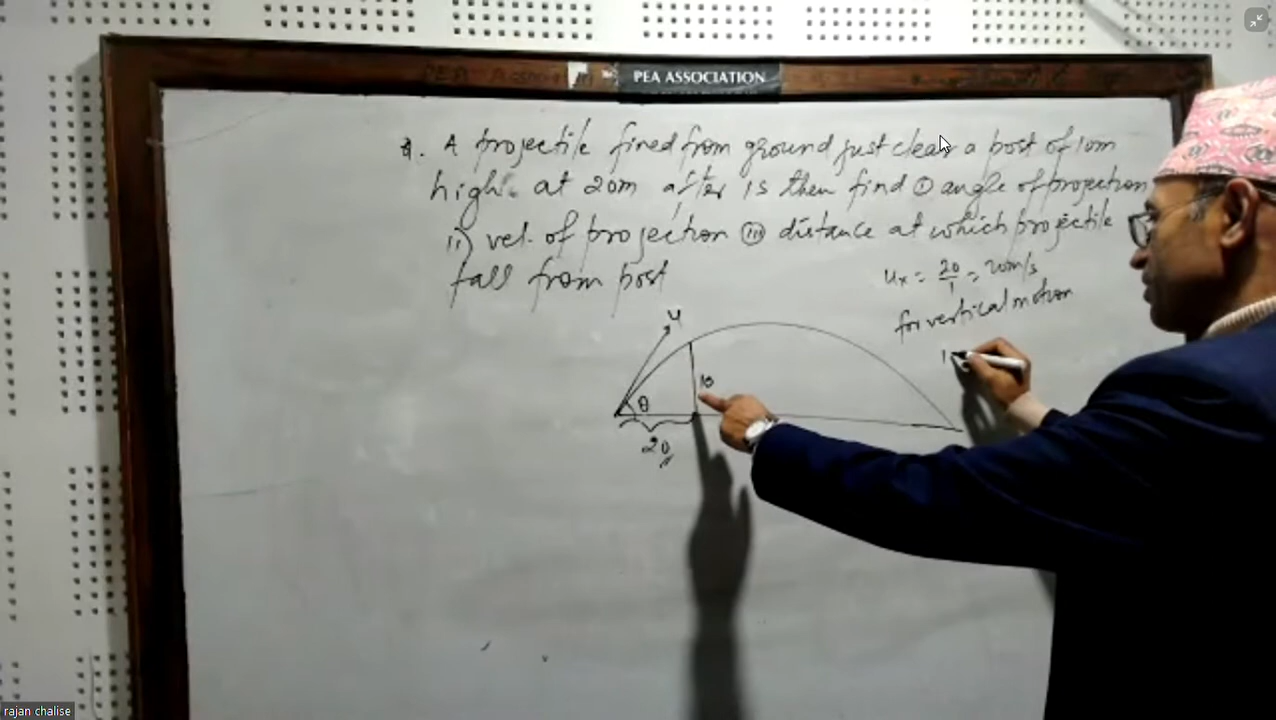 PEA ASSOCIATION
Q. A projectile fired from ground just clear a post of 10m
high. at 20m after 1s then find ① angle of projection
ii) vel. of projection ⑪ distance at which projectile
fall from post
uₓ = 20/1 = 20m/s
for vertical motion
u
10
θ
20
rajan chalise